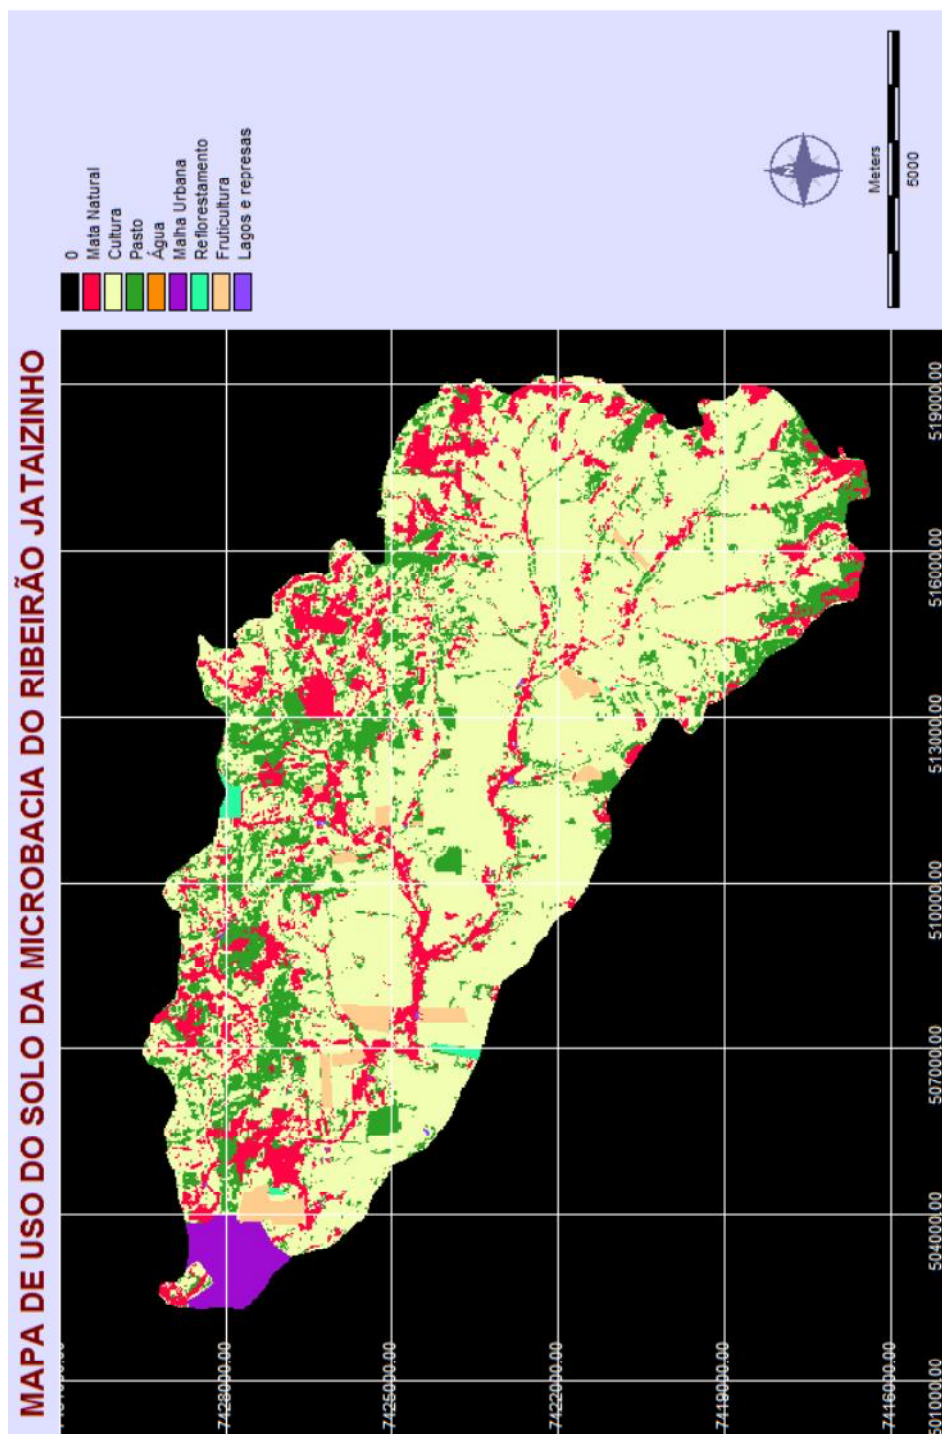 MAPA DE USO DO SOLO DA MICROBACIA DO RIBEIRÃO JATAIZINHO
0
Mata Natural
Cultura
Pasto
Água
Malha Urbana
Reflorestamento
Fruticultura
Lagos e represas
N
Meters
5000
7428000.00
7425000.00
7422000.00
7419000.00
7416000.00
501000.00
504000.00
507000.00
510000.00
513000.00
516000.00
519000.00